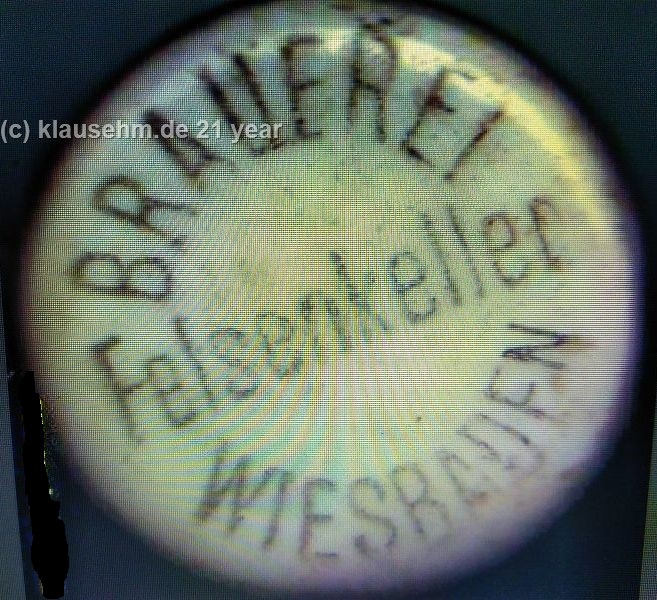 BRAUEREI
(c) klausehm.de 21 year
Felsenkeller
WIESBADEN